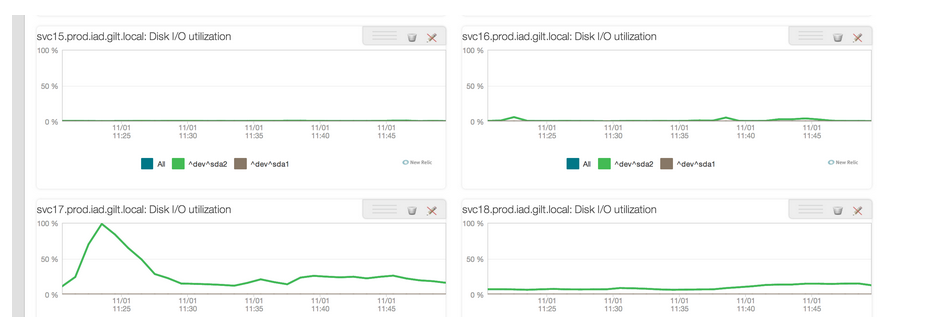 svc15.prod.iad.gilt.local: Disk I/O utilization
100 %
50 %
0 %
11/01 11/01 11/01 11/01 11/01
11:25 11:30 11:35 11:40 11:45
All ^dev^sda2 ^dev^sda1
New Relic
svc16.prod.iad.gilt.local: Disk I/O utilization
100 %
50 %
0 %
11/01 11/01 11/01 11/01 11/01
11:25 11:30 11:35 11:40 11:45
All ^dev^sda2 ^dev^sda1
New Relic
svc17.prod.iad.gilt.local: Disk I/O utilization
100 %
50 %
0 %
11/01 11/01 11/01 11/01 11/01
11:25 11:30 11:35 11:40 11:45
svc18.prod.iad.gilt.local: Disk I/O utilization
100 %
50 %
0 %
11/01 11/01 11/01 11/01 11/01
11:25 11:30 11:35 11:40 11:45